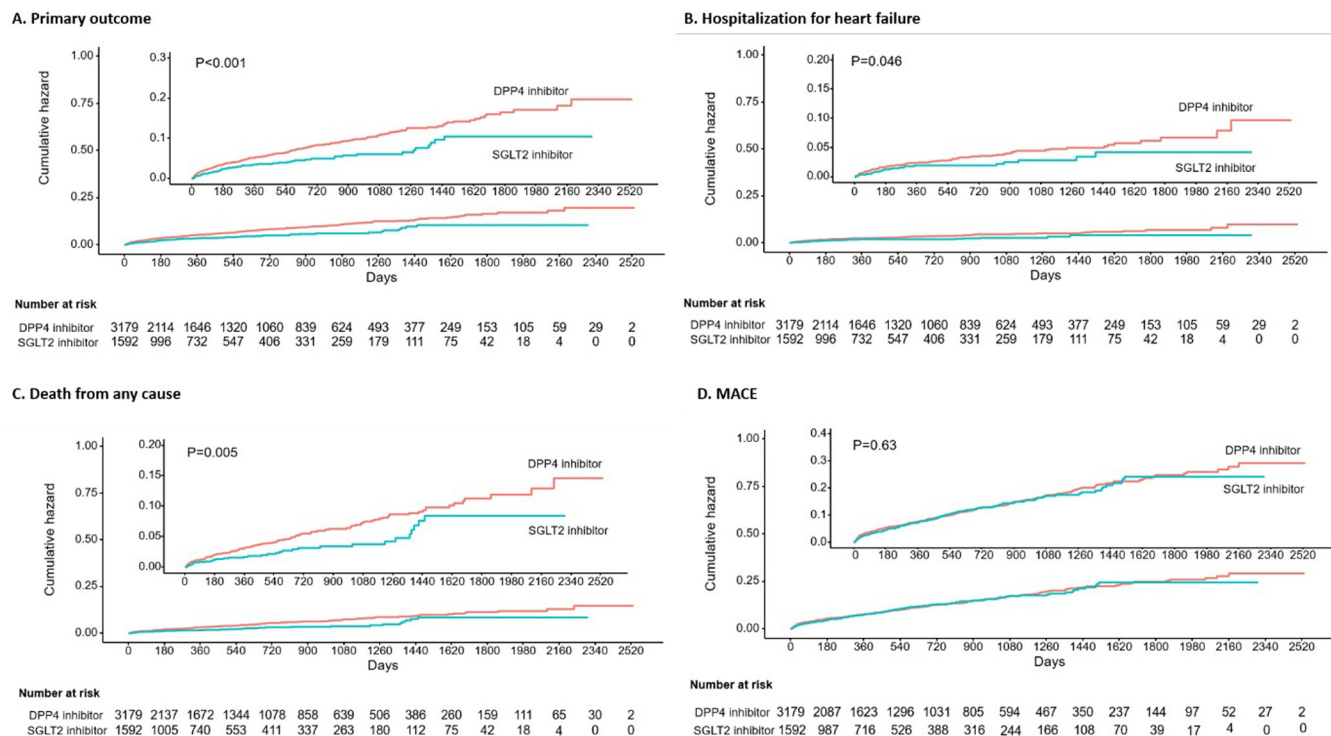 A. Primary outcome
1.00
0.75
0.50
0.25
0.00
Cumulative hazard
0.3
0.2
0.1
0.0
P<0.001
DPP4 inhibitor
SGLT2 inhibitor
0 180 360 540 720 900 1080 1260 1440 1620 1800 1980 2160 2340 2520
0 180 360 540 720 900 1080 1260 1440 1620 1800 1980 2160 2340 2520
Days
Number at risk
DPP4 inhibitor 3179 2114 1646 1320 1060 839 624 493 377 249 153 105 59 29 2
SGLT2 inhibitor 1592 996 732 547 406 331 259 179 111 75 42 18 4 0 0
B. Hospitalization for heart failure
1.00
0.75
0.50
0.25
0.00
Cumulative hazard
0.20
0.15
0.10
0.05
0.00
P=0.046
DPP4 inhibitor
SGLT2 inhibitor
0 180 360 540 720 900 1080 1260 1440 1620 1800 1980 2160 2340 2520
0 180 360 540 720 900 1080 1260 1440 1620 1800 1980 2160 2340 2520
Days
Number at risk
DPP4 inhibitor 3179 2114 1646 1320 1060 839 624 493 377 249 153 105 59 29 2
SGLT2 inhibitor 1592 996 732 547 406 331 259 179 111 75 42 18 4 0 0
C. Death from any cause
1.00
0.75
0.50
0.25
0.00
Cumulative hazard
0.20
0.15
0.10
0.05
0.00
P=0.005
DPP4 inhibitor
SGLT2 inhibitor
0 180 360 540 720 900 1080 1260 1440 1620 1800 1980 2160 2340 2520
0 180 360 540 720 900 1080 1260 1440 1620 1800 1980 2160 2340 2520
Days
Number at risk
DPP4 inhibitor 3179 2137 1672 1344 1078 858 639 506 386 260 159 111 65 30 2
SGLT2 inhibitor 1592 1005 740 553 411 337 263 180 112 75 42 18 4 0 0
D. MACE
1.00
0.75
0.50
0.25
0.00
Cumulative hazard
0.4
0.3
0.2
0.1
0.0
P=0.63
DPP4 inhibitor
SGLT2 inhibitor
0 180 360 540 720 900 1080 1260 1440 1620 1800 1980 2160 2340 2520
0 180 360 540 720 900 1080 1260 1440 1620 1800 1980 2160 2340 2520
Days
Number at risk
DPP4 inhibitor 3179 2087 1623 1296 1031 805 594 467 350 237 144 97 52 27 2
SGLT2 inhibitor 1592 987 716 526 388 316 244 166 108 70 39 17 4 0 0